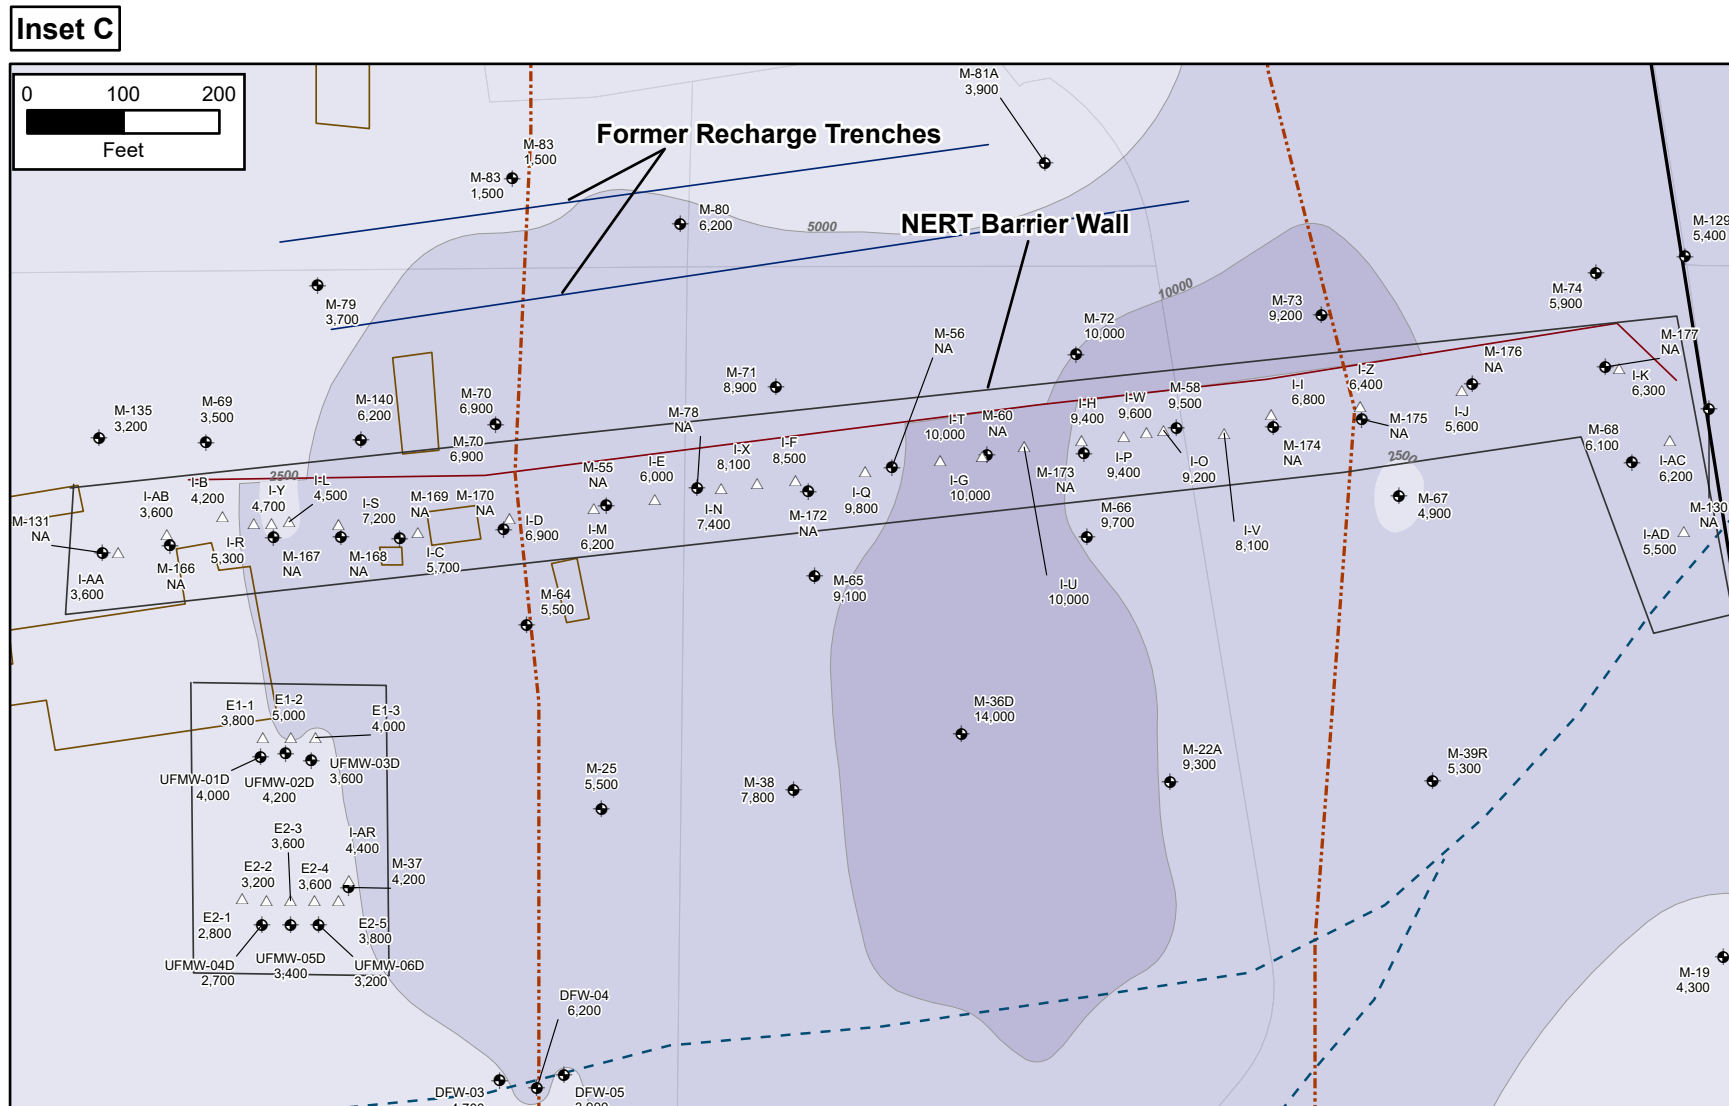 Inset C
0 100 200
Feet
M-81A
3,900
Former Recharge Trenches
M-83
1,500
M-83
1,500
M-80
6,200
5000
NERT Barrier Wall
M-129
5,400
M-79
3,700
10000
M-74
5,900
M-73
9,200
M-72
10,000
M-56
NA
M-177
NA
M-176
NA
M-71
8,900
I-Z
6,400
I-K
6,300
I-I
6,800
M-58
9,500
I-W
9,600
I-H
9,400
M-135
3,200
M-69
3,500
M-140
6,200
M-70
6,900
M-70
6,900
M-78
NA
I-T
10,000
M-60
NA
I-J
5,600
M-175
NA
M-68
6,100
M-174
NA
I-F
8,500
I-X
8,100
I-E
6,000
M-55
NA
2500
2500
I-AC
6,200
I-P
9,400
I-O
9,200
M-173
NA
I-G
10,000
I-Q
9,800
I-B
4,200
I-Y
4,700
I-L
4,500
I-AB
3,600
I-S
7,200
M-169
NA
M-170
NA
M-67
4,900
M-66
9,700
I-N
7,400
M-172
NA
M-130
NA
M-131
NA
I-D
6,900
I-M
6,200
I-V
8,100
I-AD
5,500
I-R
5,300
M-167
NA
M-168
NA
I-C
5,700
M-166
NA
I-AA
3,600
M-64
5,500
M-65
9,100
I-U
10,000
E1-1
3,800
E1-2
5,000
E1-3
4,000
M-36D
14,000
M-22A
9,300
M-39R
5,300
UFMW-01D
4,000
UFMW-02D
4,200
UFMW-03D
3,600
M-25
5,500
M-38
7,800
E2-3
3,600
I-AR
4,400
E2-2
3,200
E2-4
3,600
M-37
4,200
E2-1
2,800
E2-5
3,800
UFMW-04D
2,700
UFMW-05D
3,400
UFMW-06D
3,200
M-19
4,300
DFW-04
6,200
DFW-03
DFW-05